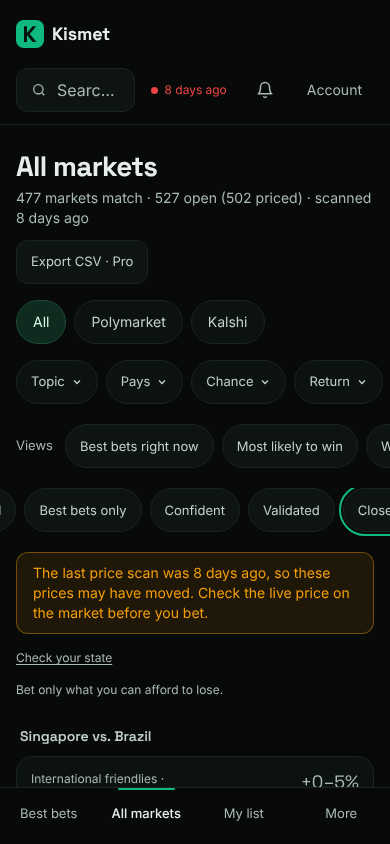 Kismet
Searc...
8 days ago
Account
All markets
477 markets match · 527 open (502 priced) · scanned
8 days ago
Export CSV · Pro
All
Polymarket
Kalshi
Topic
Pays
Chance
Return
Views
Best bets right now
Most likely to win
Best bets only
Confident
Validated
Close
The last price scan was 8 days ago, so these
prices may have moved. Check the live price on
the market before you bet.
Check your state
Bet only what you can afford to lose.
Singapore vs. Brazil
International friendlies ·
+0–5%
Best bets
All markets
My list
More